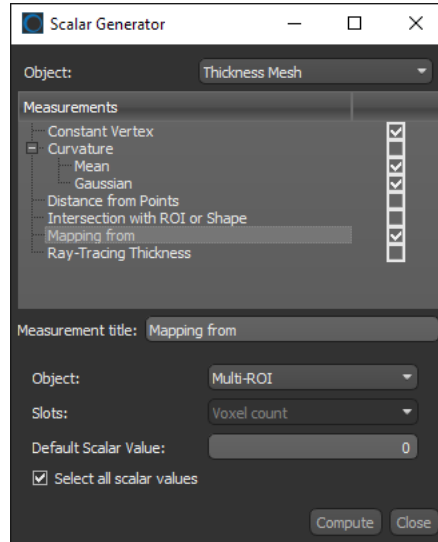 Scalar Generator
Object: Thickness Mesh
Measurements
Constant Vertex
Curvature
Mean
Gaussian
Distance from Points
Intersection with ROI or Shape
Mapping from
Ray-Tracing Thickness
Measurement title: Mapping from
Object: Multi-ROI
Slots: Voxel count
Default Scalar Value: 0
Select all scalar values
Compute Close